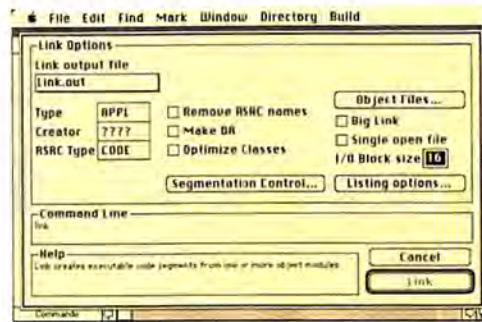 File Edit Find Mark Window Directory Build
Link Options
Link output file
Link.out
Type APPL
Creator ????
RSRC Type CODE
Remove RSRC names
Make DA
Optimize Classes
Object Files...
Big Link
Single open file
I/O Block size 16
Segmentation Control...
Listing options...
Command Line
link
Help
Link creates executable code segments from one or more object modules
Cancel
Link
Commando